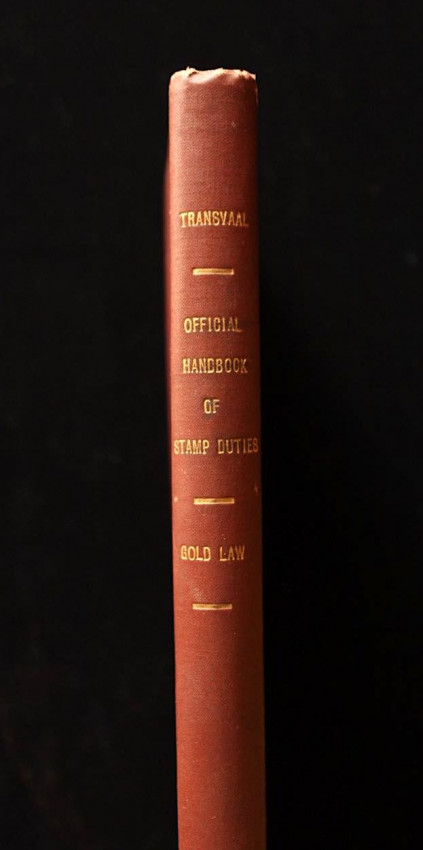 TRANSVAAL
OFFICIAL
HANDBOOK
OF
STAMP DUTIES
GOLD LAW